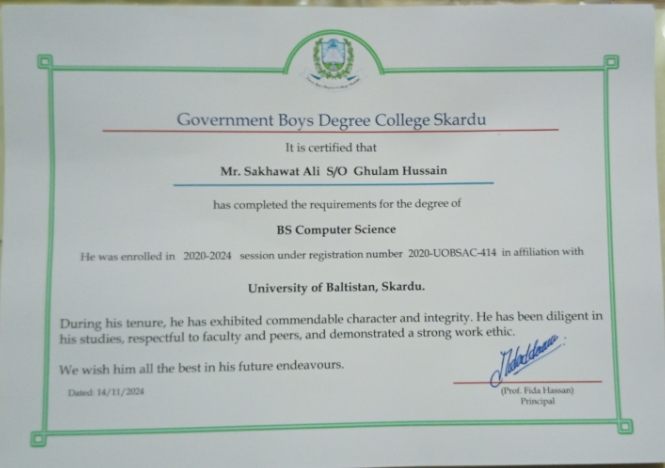 Government Boys Degree College Skardu
It is certified that
Mr. Sakhawat Ali S/O Ghulam Hussain
has completed the requirements for the degree of
BS Computer Science
He was enrolled in 2020-2024 session under registration number 2020-UOBSAC-414 in affiliation with
University of Baltistan, Skardu.
During his tenure, he has exhibited commendable character and integrity. He has been diligent in
his studies, respectful to faculty and peers, and demonstrated a strong work ethic.
We wish him all the best in his future endeavours.
Dated: 14/11/2024
(Prof. Fida Hassan)
Principal